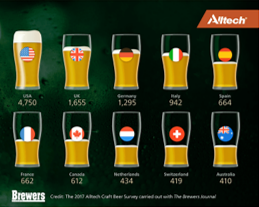 Alltech
USA
4,750
UK
1,655
Germany
1,295
Italy
942
Spain
664
France
662
Canada
612
Netherlands
434
Switzerland
419
Australia
410
Brewers
Credit: The 2017 Alltech Craft Beer Survey carried out with The Brewers Journal